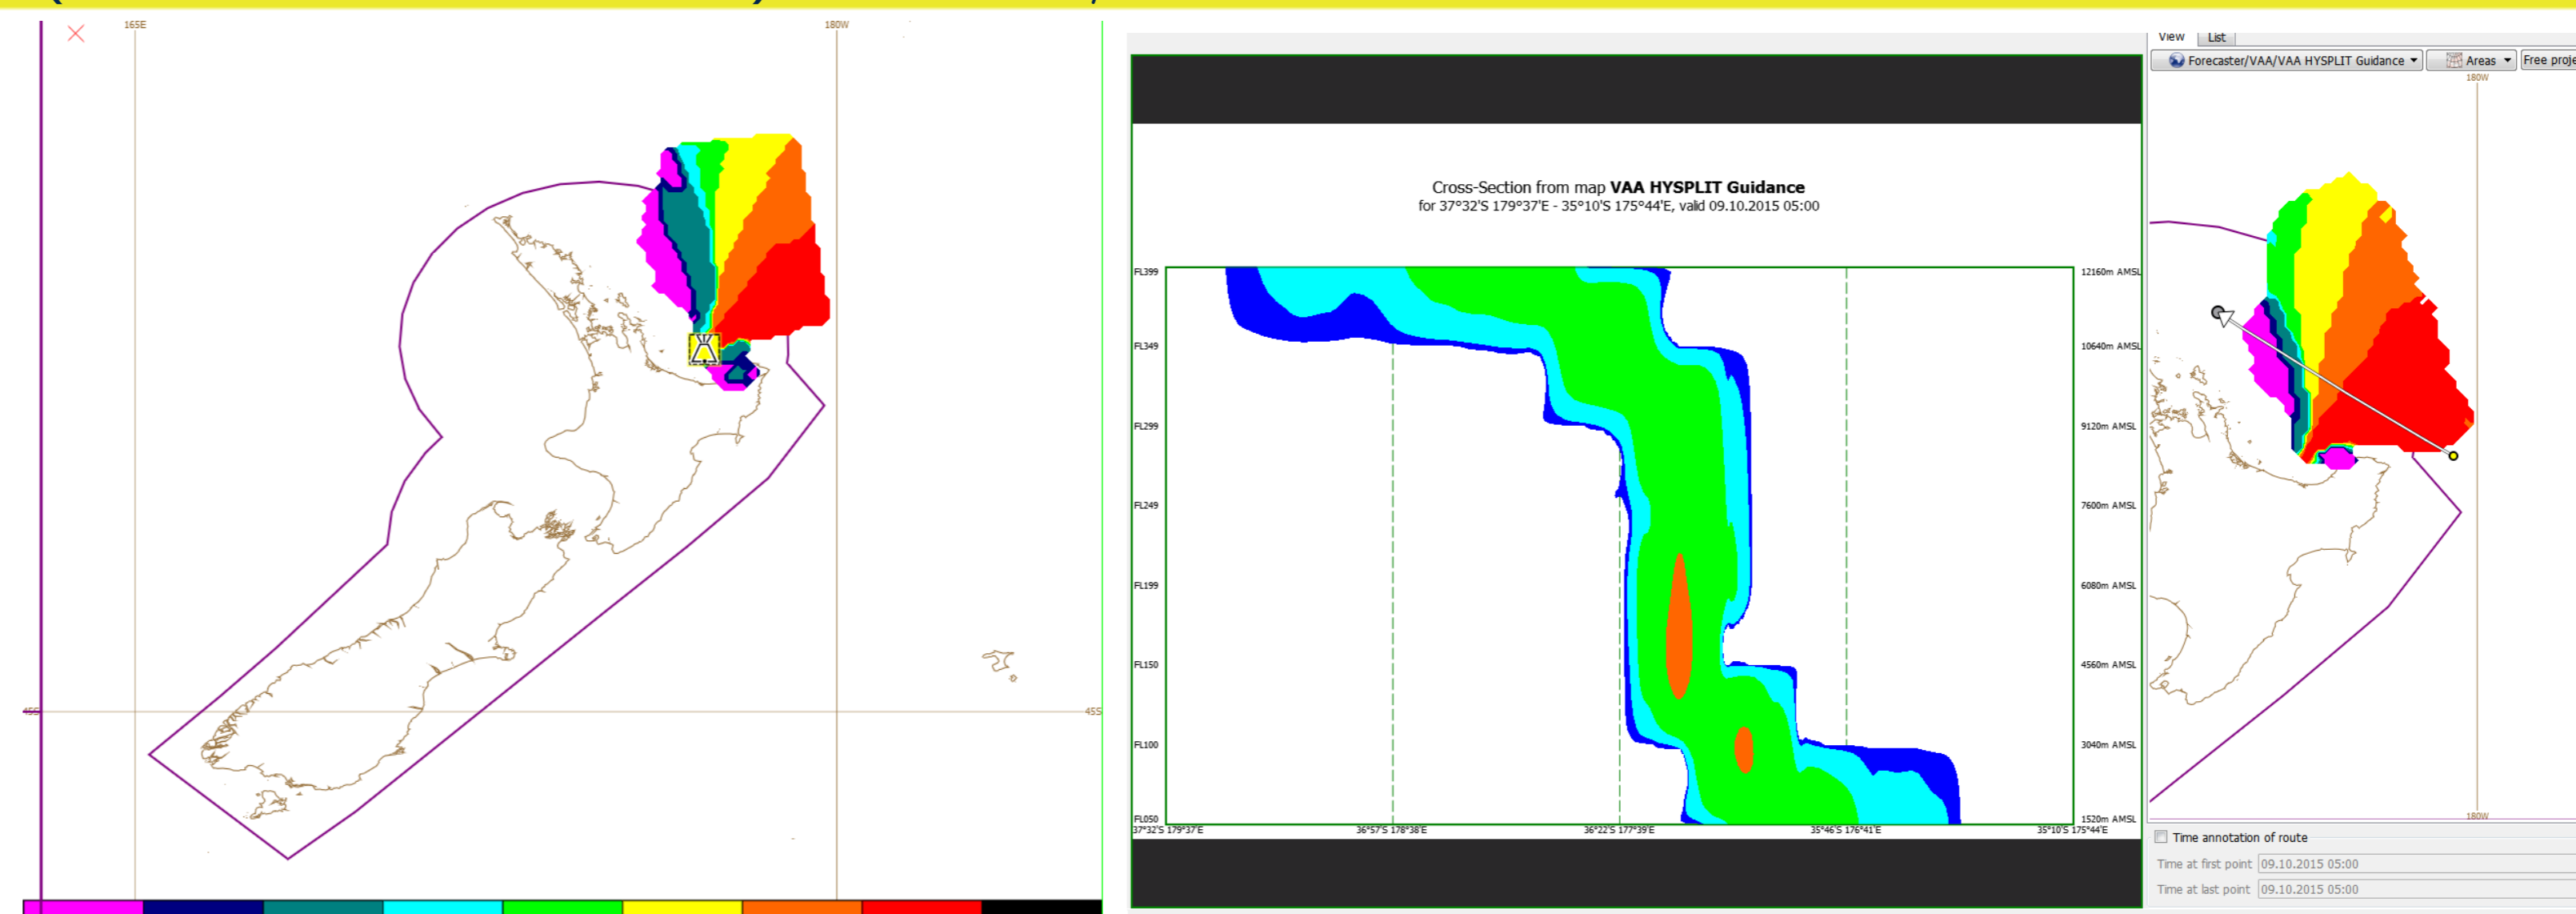 165E
180W
45S
45S
Cross-Section from map VAA HYSPLIT Guidance
for 37°32'S 179°37'E - 35°10'S 175°44'E, valid 09.10.2015 05:00
FL399
12160m AMSL
FL349
10640m AMSL
FL299
9120m AMSL
FL249
7600m AMSL
FL199
6080m AMSL
FL150
4560m AMSL
FL100
3040m AMSL
FL050
1520m AMSL
37°32'S 179°37'E
36°57'S 178°38'E
36°22'S 177°39'E
35°46'S 176°41'E
35°10'S 175°44'E
View List
Forecaster/VAA/VAA HYSPLIT Guidance Areas Free proje
180W
180W
Time annotation of route
Time at first point 09.10.2015 05:00
Time at last point 09.10.2015 05:00